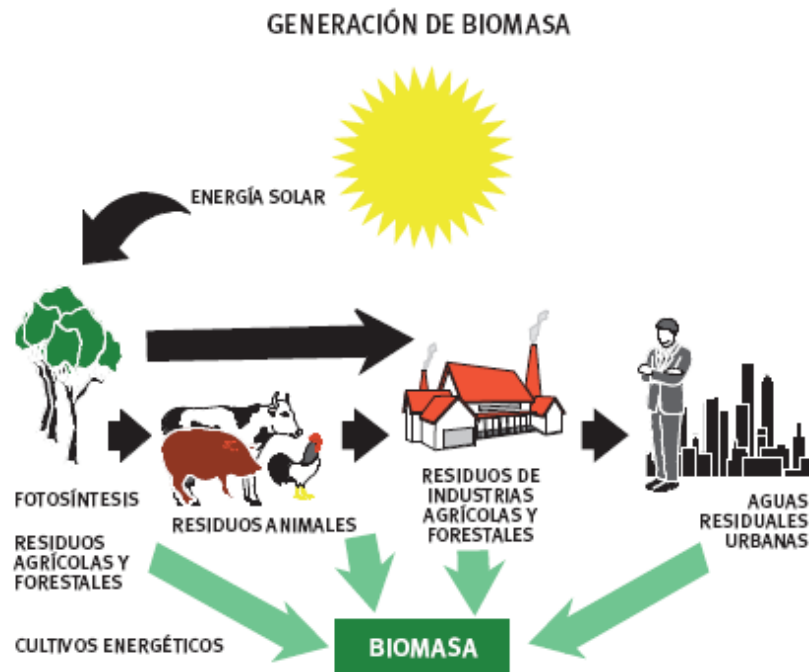 GENERACIÓN DE BIOMASA
ENERGÍA SOLAR
FOTOSÍNTESIS
RESIDUOS
AGRÍCOLAS Y
FORESTALES
CULTIVOS ENERGÉTICOS
RESIDUOS ANIMALES
RESIDUOS DE
INDUSTRIAS
AGRÍCOLAS Y
FORESTALES
AGUAS
RESIDUALES
URBANAS
BIOMASA